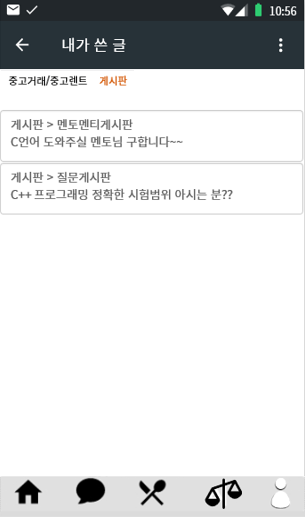 10:56
내가 쓴 글
중고거래/중고렌트 게시판
게시판 > 멘토멘티게시판
C언어 도와주실 멘토님 구합니다~~
게시판 > 질문게시판
C++ 프로그래밍 정확한 시험범위 아시는 분??